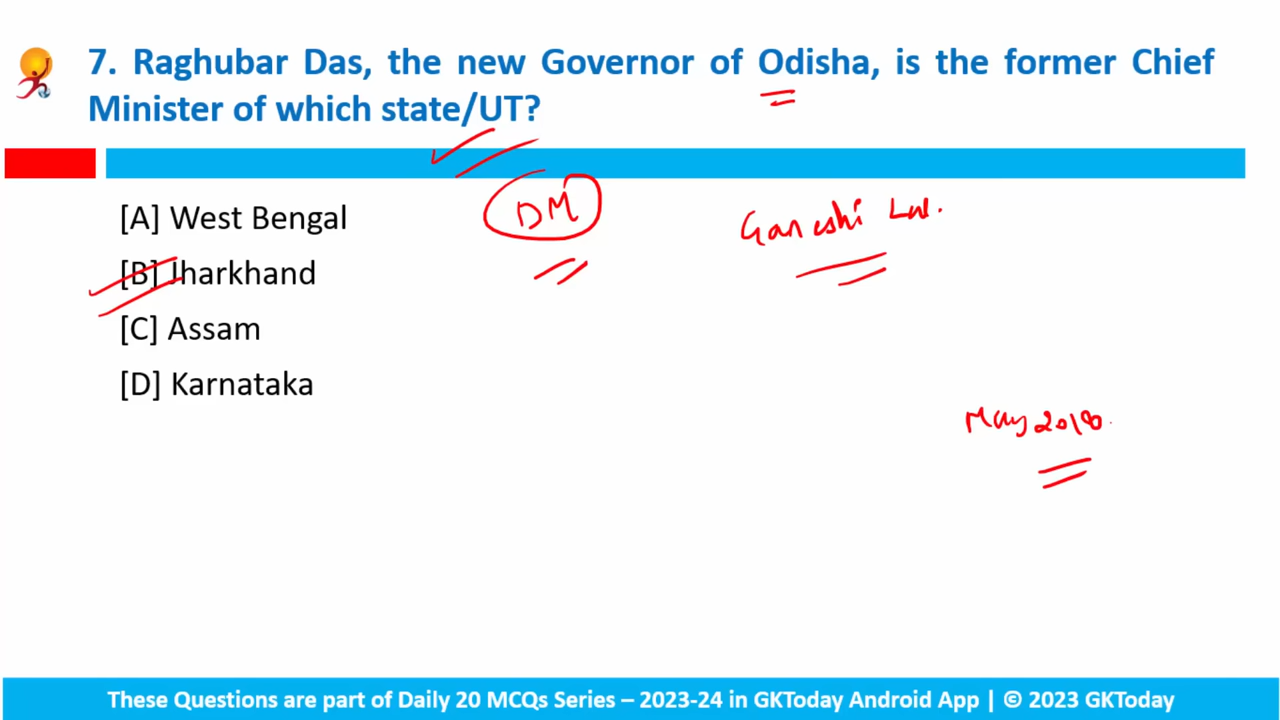 7. Raghubar Das, the new Governor of Odisha, is the former Chief
Minister of which state/UT?
[A] West Bengal
DM
Ganeshi Lal.
[B] Jharkhand
[C] Assam
[D] Karnataka
May 2018.
These Questions are part of Daily 20 MCQs Series – 2023-24 in GKToday Android App | © 2023 GKToday